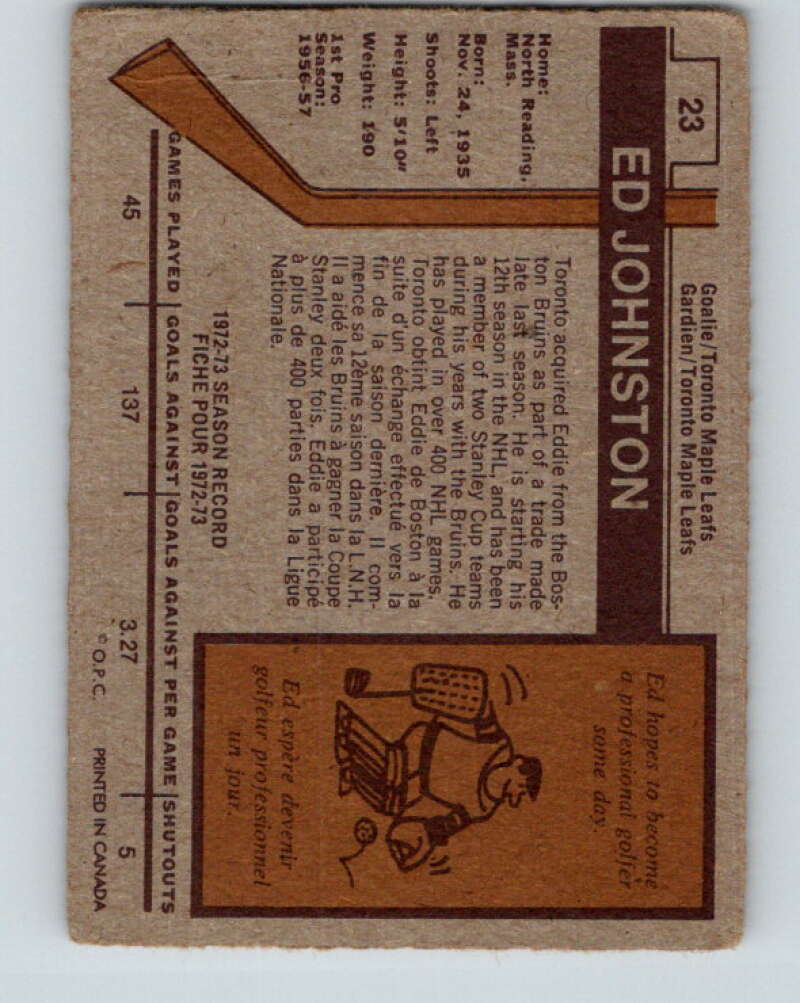 23
Goalie/Toronto Maple Leafs
Gardien/Toronto Maple Leafs
ED JOHNSTON
Home:
North Reading,
Mass.
Born:
Nov. 24, 1935
Shoots: Left
Height: 5'10"
Weight: 190
1st Pro
Season:
1956-57
Toronto acquired Eddie from the Bos-
ton Bruins as part of a trade made
late last season. He is starting his
12th season in the NHL, and has been
a member of two Stanley Cup teams
during his years with the Bruins. He
has played in over 400 NHL games.
Toronto obtint Eddie de Boston à la
suite d'un échange effectué vers la
fin de la saison dernière. Il com-
mence sa 12ème saison dans la L.N.H.
Il a aidé les Bruins à gagner la Coupe
Stanley deux fois. Eddie a participé
à plus de 400 parties dans la Ligue
Nationale.
Ed hopes to become
a professional golfer
some day.
Ed espère devenir
golfeur professionnel
un jour.
1972-73 SEASON RECORD
FICHE POUR 1972-73
GAMES PLAYED GOALS AGAINST GOALS AGAINST PER GAME SHUTOUTS
45 137 3.27 5
© O.P.C. PRINTED IN CANADA